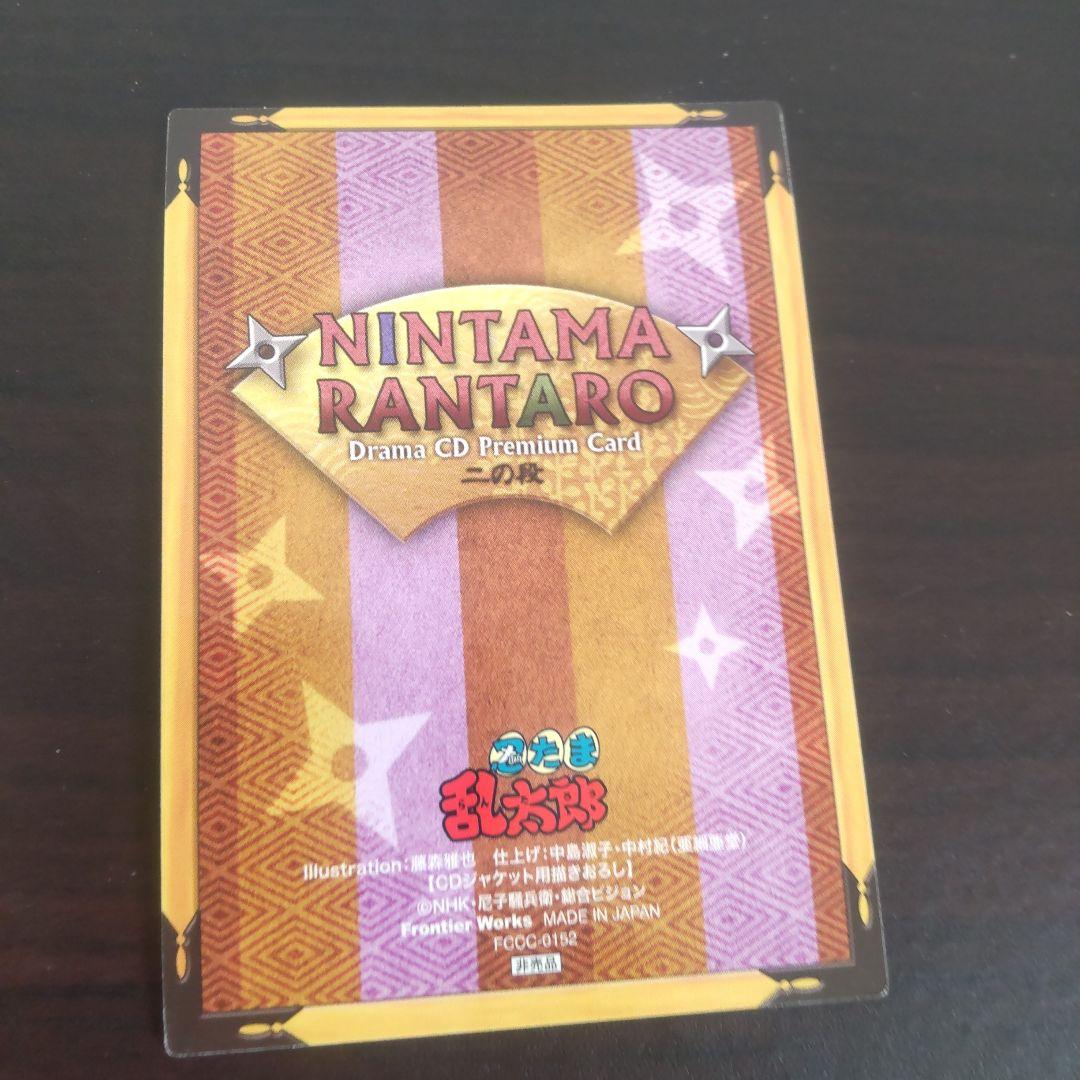 NINTAMA
RANTARO
Drama CD Premium Card
二の段
忍たま
乱太郎
Illustration:藤森雅也 仕上げ:中島淑子・中村紀(亜細亜堂)
【CDジャケット用描きおろし】
©NHK・尼子騒兵衛・総合ビジョン
Frontier Works MADE IN JAPAN
FCCC-0152
非売品